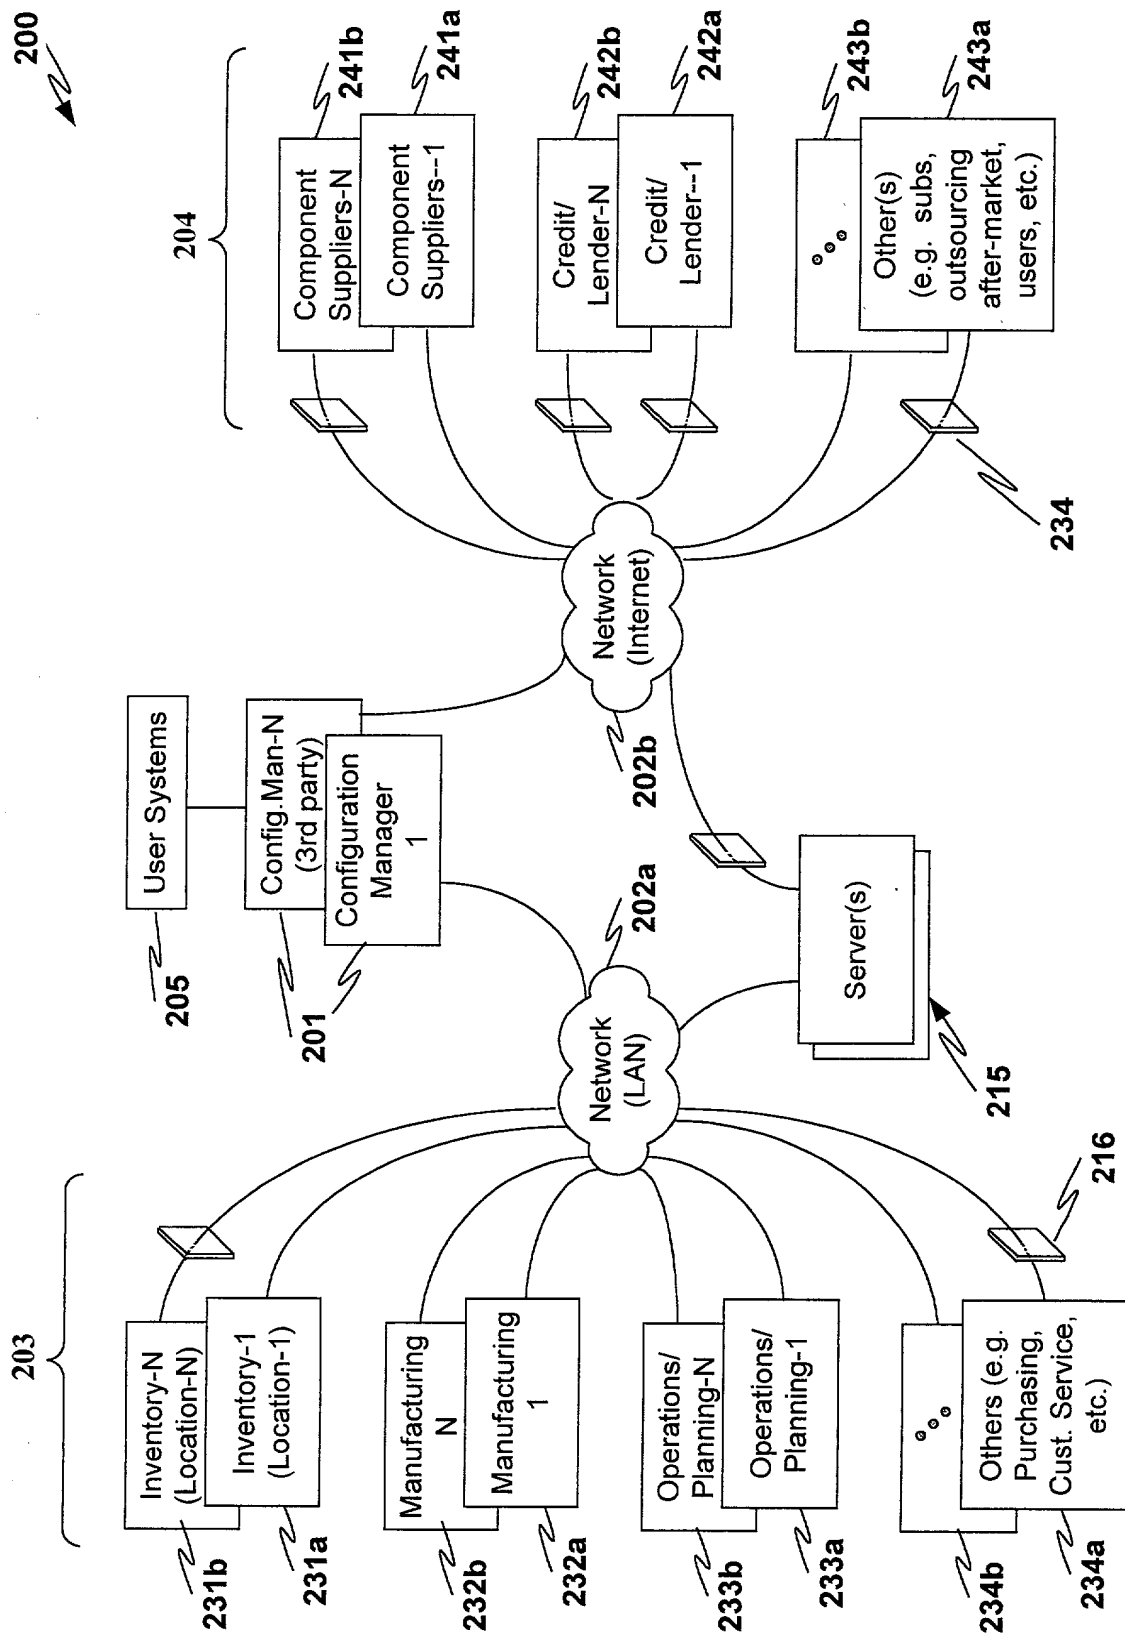 200
203
204
205
User Systems
201
Config.Man-N
(3rd party)
Configuration
Manager
1
231b
Inventory-N
(Location-N)
231a
Inventory-1
(Location-1)
232b
Manufacturing
N
232a
Manufacturing
1
233b
Operations/
Planning-N
233a
Operations/
Planning-1
234b
234a
Others (e.g.
Purchasing,
Cust. Service,
etc.)
216
Network
(LAN)
202a
Network
(Internet)
202b
Server(s)
215
Component
Suppliers-N
241b
Component
Suppliers--1
241a
Credit/
Lender-N
242b
Credit/
Lender--1
242a
243b
Other(s)
(e.g. subs,
outsourcing
after-market,
users, etc.)
243a
234